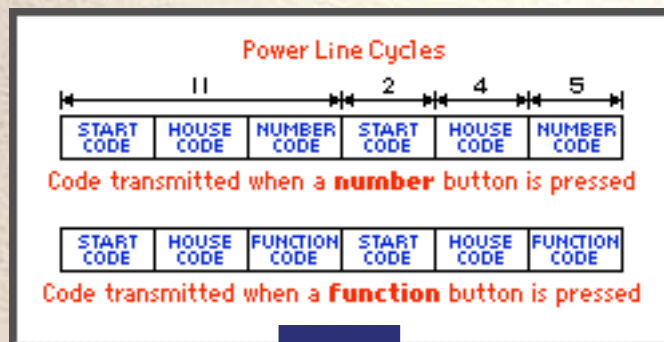 Power Line Cycles
11 2 4 5
START CODE HOUSE CODE NUMBER CODE START CODE HOUSE CODE NUMBER CODE
Code transmitted when a number button is pressed
START CODE HOUSE CODE FUNCTION CODE START CODE HOUSE CODE FUNCTION CODE
Code transmitted when a function button is pressed